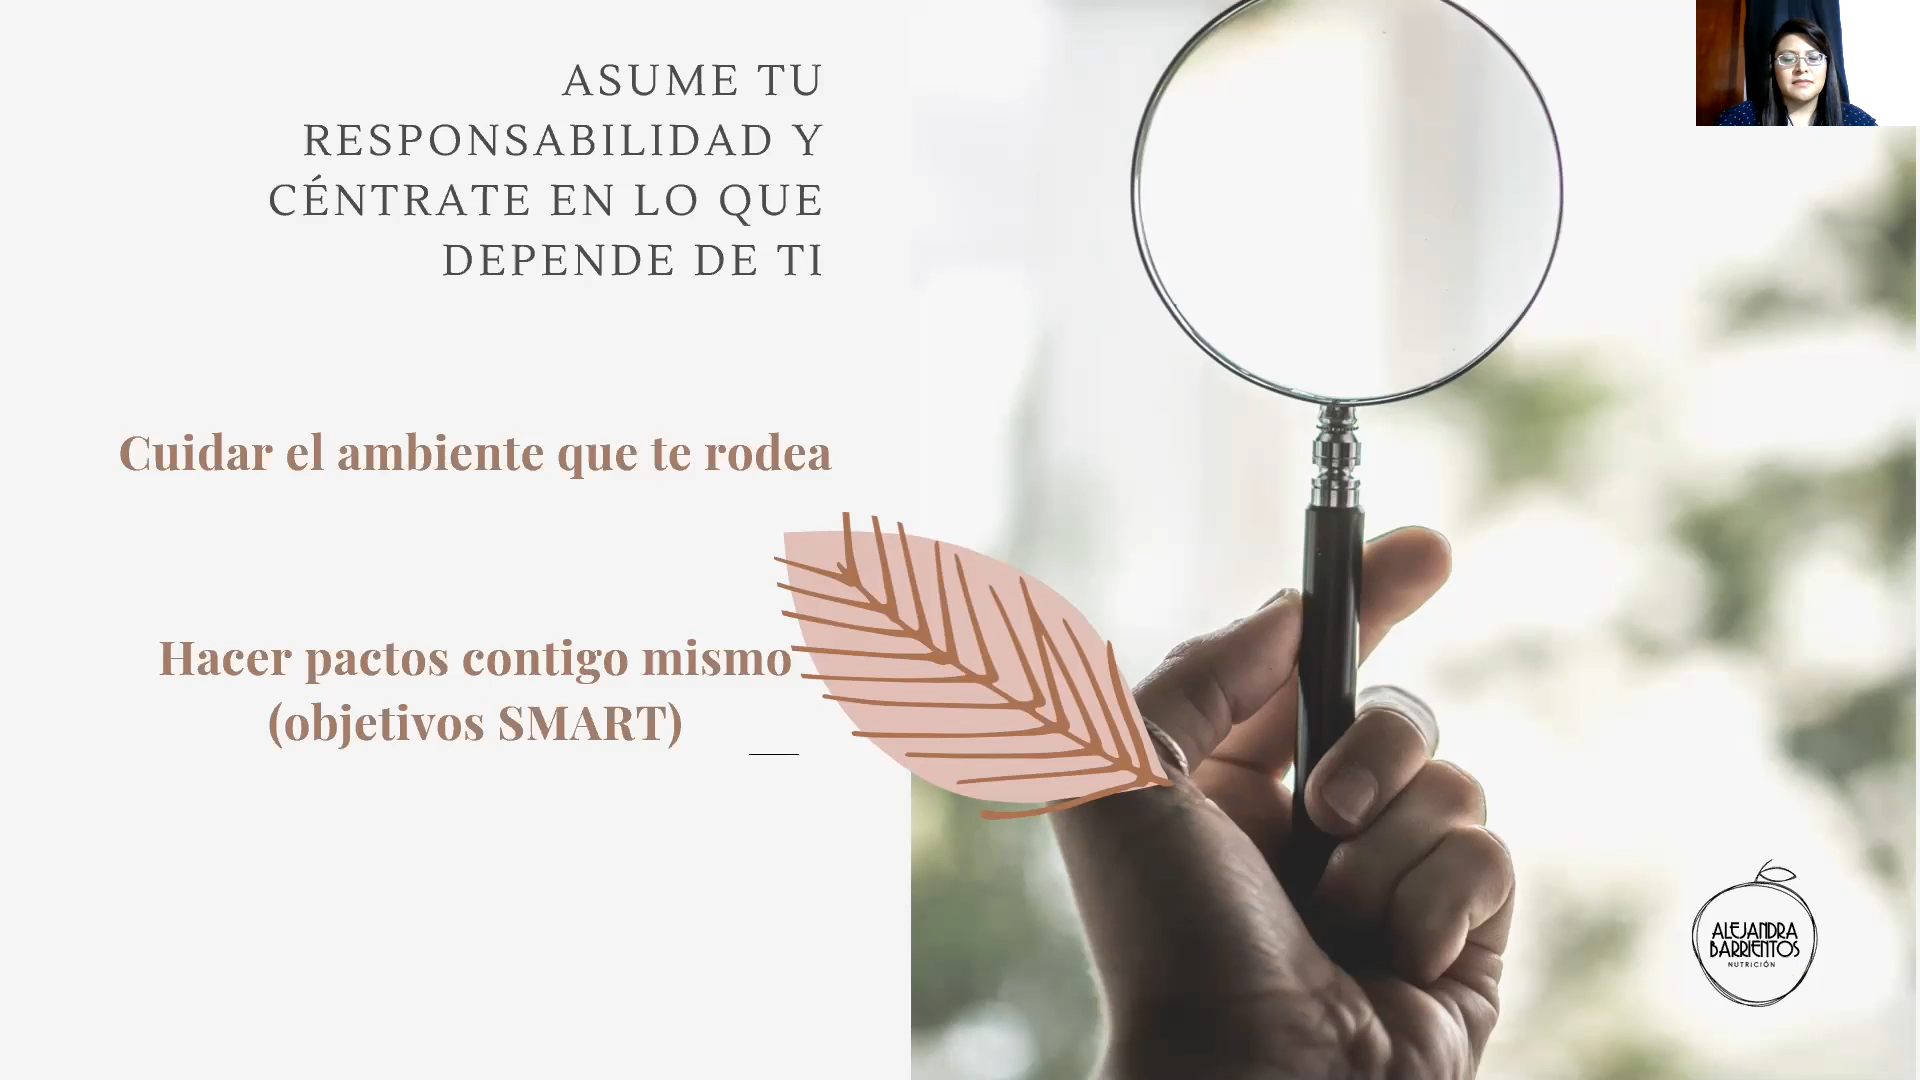 ASUME TU
RESPONSABILIDAD Y
CÉNTRATE EN LO QUE
DEPENDE DE TI
Cuidar el ambiente que te rodea
Hacer pactos contigo mismo
(objetivos SMART)
ALEJANDRA
BARRIENTOS
NUTRICIÓN